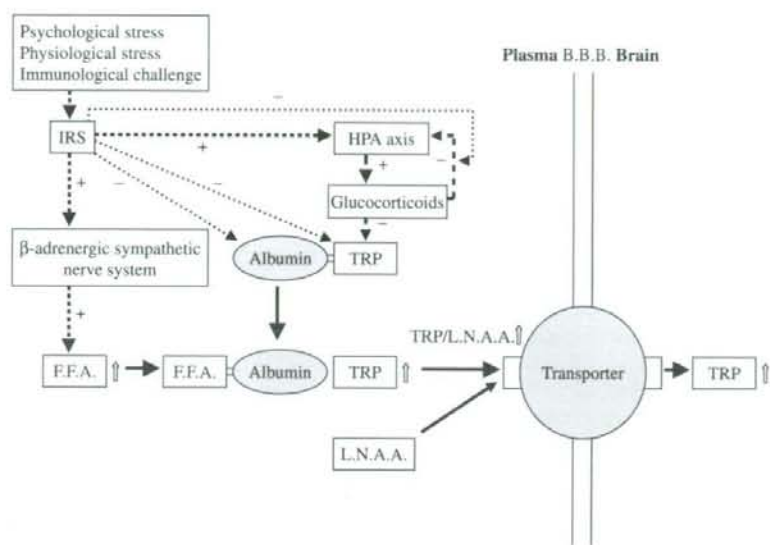 Psychological stress
Physiological stress
Immunological challenge
Plasma B.B.B. Brain
–
IRS
+
HPA axis
+
–
+
–
–
Glucocorticoids
–
β-adrenergic sympathetic
nerve system
Albumin
TRP
+
TRP/L.N.A.A.⇧
F.F.A. ⇧
F.F.A.
Albumin
TRP ⇧
Transporter
TRP ⇧
L.N.A.A.